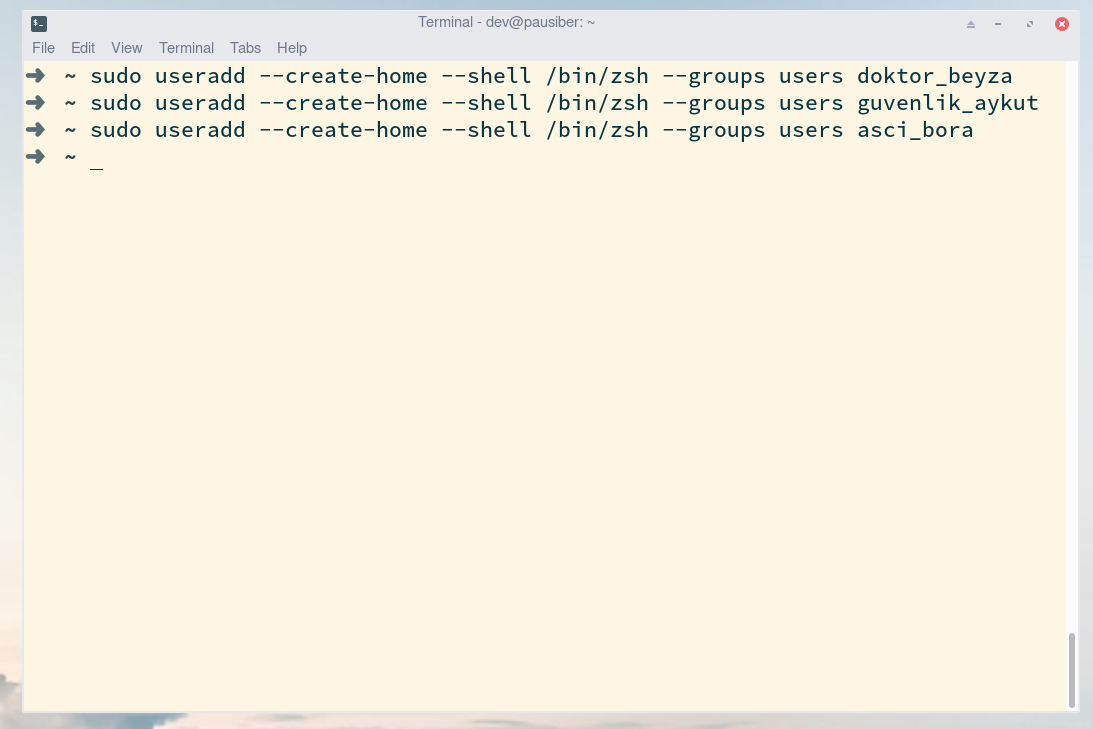 Terminal - dev@pausiber: ~
File Edit View Terminal Tabs Help
➜ ~ sudo useradd --create-home --shell /bin/zsh --groups users doktor_beyza
➜ ~ sudo useradd --create-home --shell /bin/zsh --groups users guvenlik_aykut
➜ ~ sudo useradd --create-home --shell /bin/zsh --groups users asci_bora
➜ ~ _